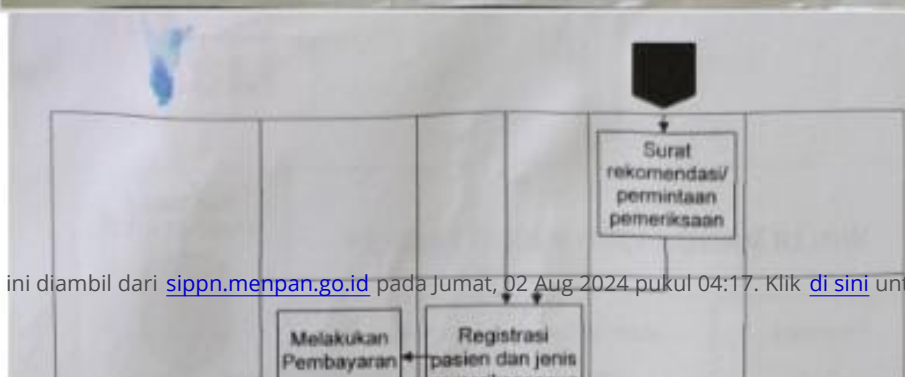 Surat
rekomendasi/
permintaan
pemeriksaan
ini diambil dari sippn.menpan.go.id pada Jumat, 02 Aug 2024 pukul 04:17. Klik di sini
Melakukan
Pembayaran
Registrasi
pasien dan jenis